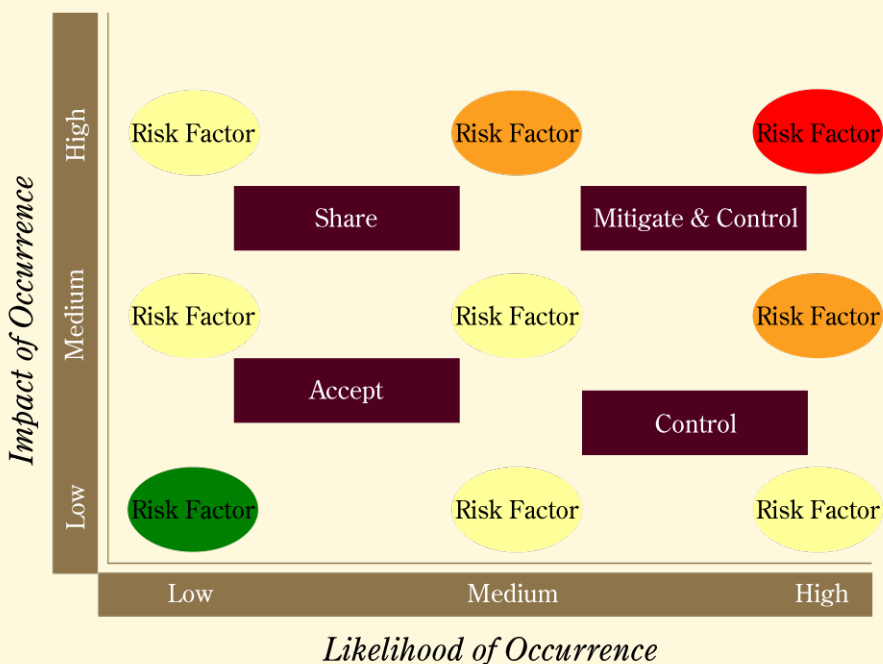 Impact of Occurrence
High
Risk Factor
Risk Factor
Risk Factor
Share
Mitigate & Control
Medium
Risk Factor
Risk Factor
Risk Factor
Accept
Control
Low
Risk Factor
Risk Factor
Risk Factor
Low
Medium
High
Likelihood of Occurrence